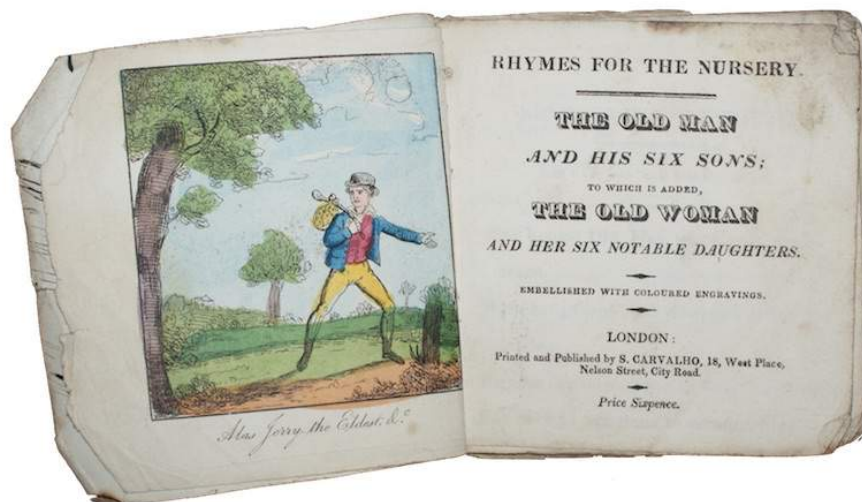 Alas Jerry the Eldest, &c
RHYMES FOR THE NURSERY.
THE OLD MAN
AND HIS SIX SONS;
TO WHICH IS ADDED,
THE OLD WOMAN
AND HER SIX NOTABLE DAUGHTERS.
EMBELLISHED WITH COLOURED ENGRAVINGS.
LONDON:
Printed and Published by S. CARVALHO, 18, West Place,
Nelson Street, City Road.
Price Sixpence.